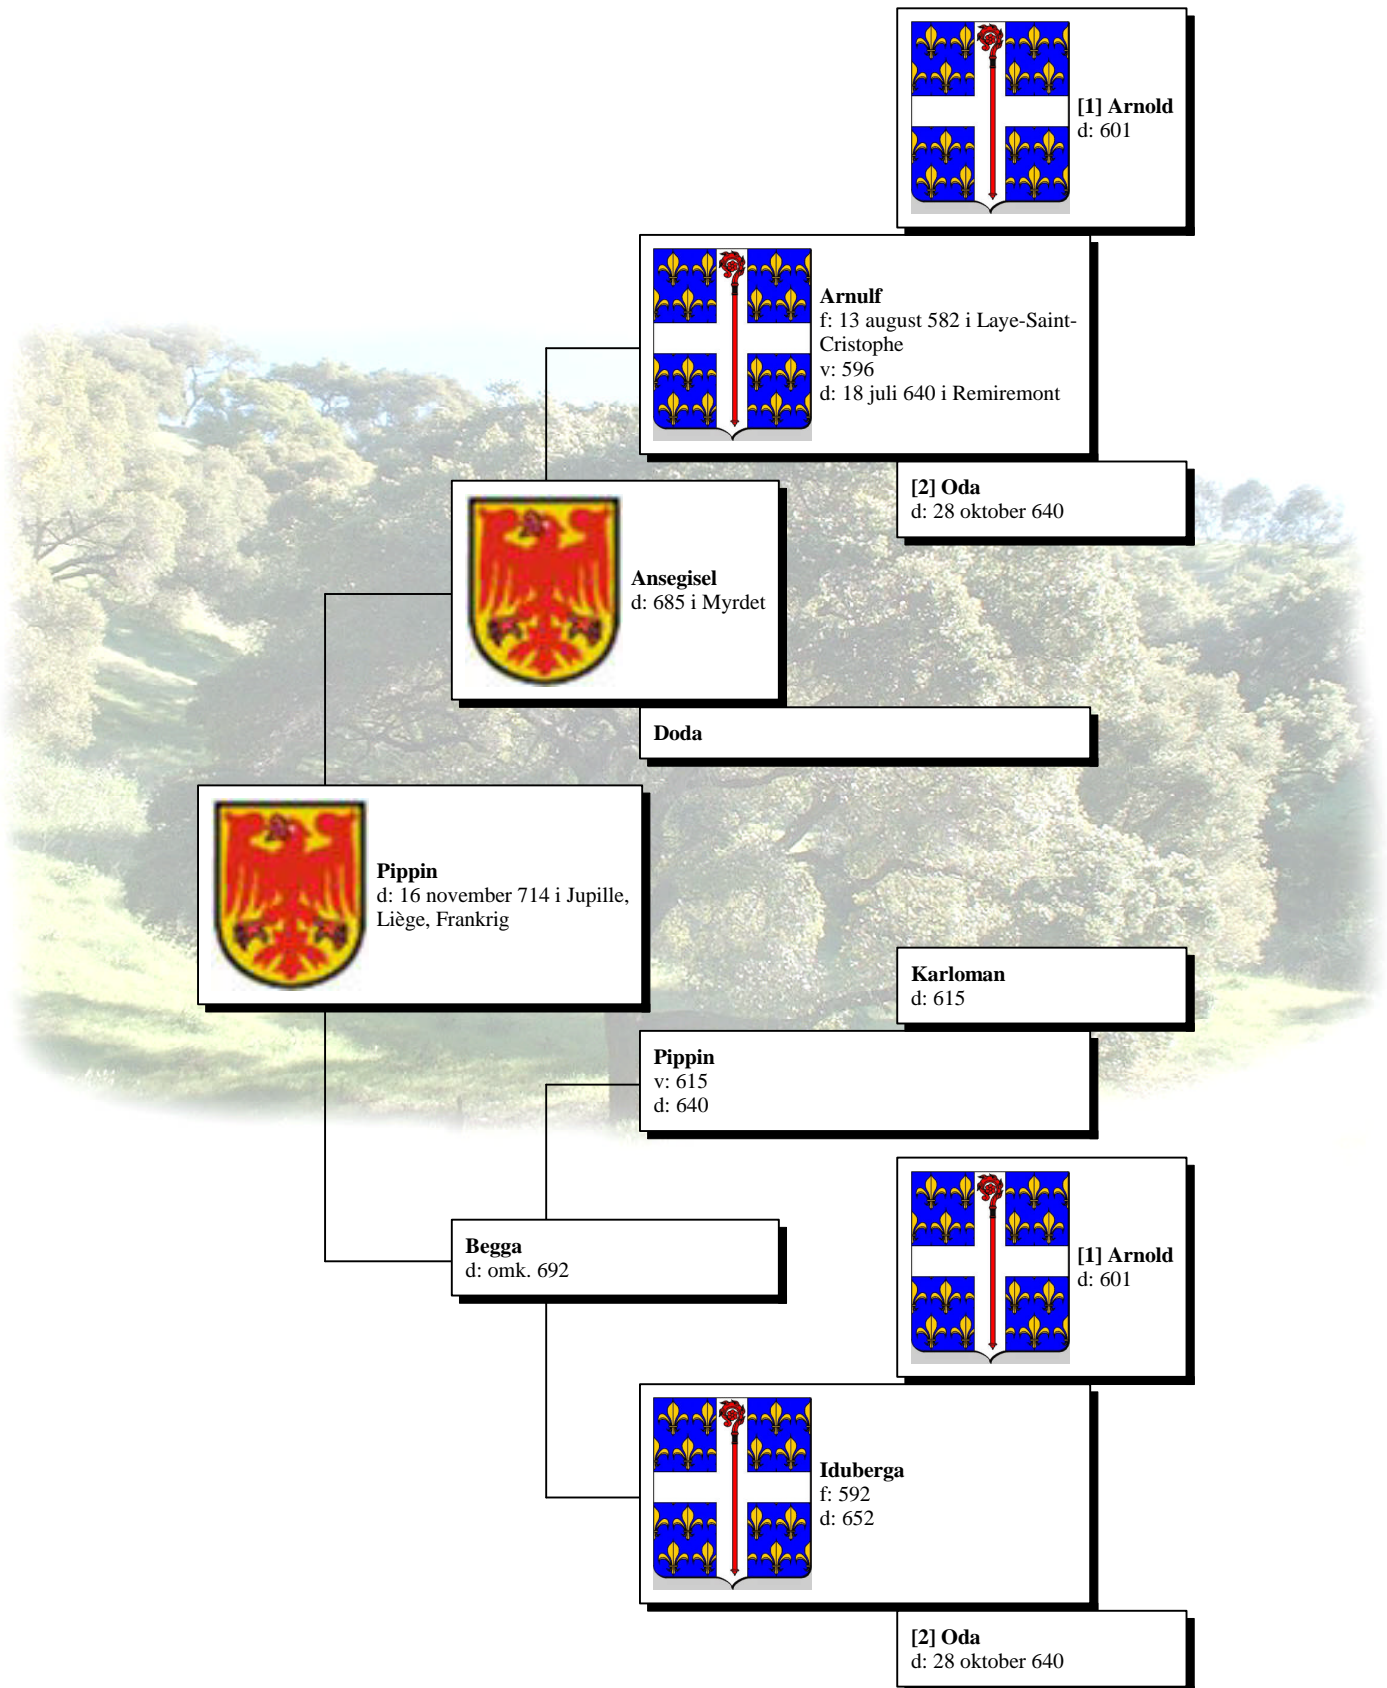 [1] Arnold
d: 601
Arnulf
f: 13 august 582 i Laye-Saint-
Cristophe
v: 596
d: 18 juli 640 i Remiremont
[2] Oda
d: 28 oktober 640
Ansegisel
d: 685 i Myrdet
Doda
Pippin
d: 16 november 714 i Jupille,
Liège, Frankrig
Karloman
d: 615
Pippin
v: 615
d: 640
[1] Arnold
d: 601
Begga
d: omk. 692
Iduberga
f: 592
d: 652
[2] Oda
d: 28 oktober 640